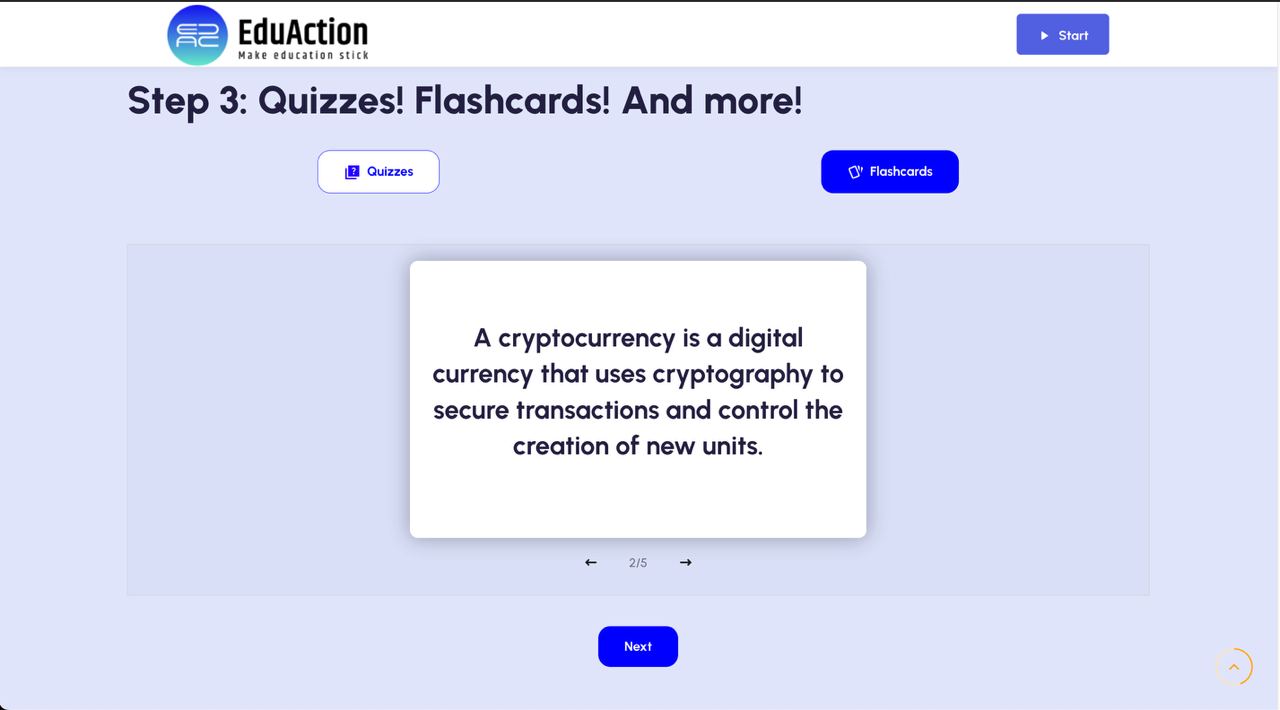 EDAC
EduAction
Make education stick
Start
Step 3: Quizzes! Flashcards! And more!
Quizzes
Flashcards
A cryptocurrency is a digital
currency that uses cryptography to
secure transactions and control the
creation of new units.
2/5
Next